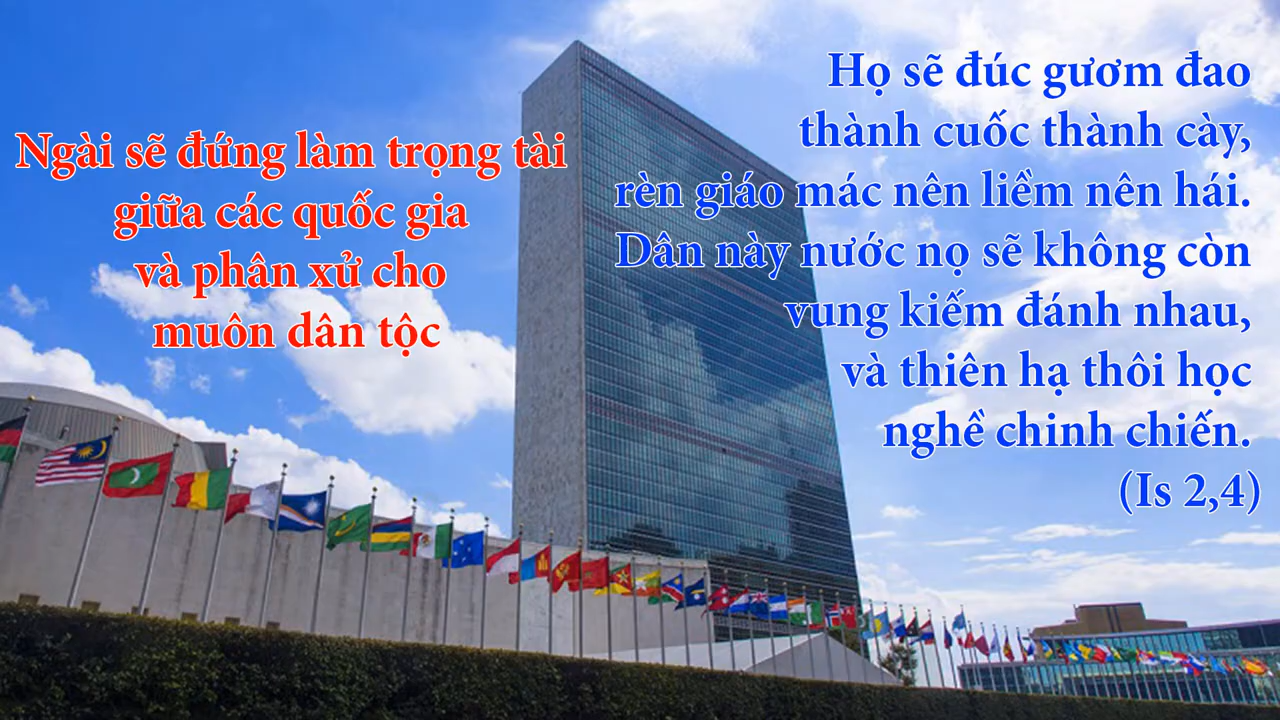 Ngài sẽ đứng làm trọng tài
giữa các quốc gia
và phân xử cho
muôn dân tộc
Họ sẽ đúc gươm đao
thành cuốc thành cày,
rèn giáo mác nên liềm nên hái.
Dân này nước nọ sẽ không còn
vung kiếm đánh nhau,
và thiên hạ thôi học
nghề chinh chiến.
(Is 2,4)